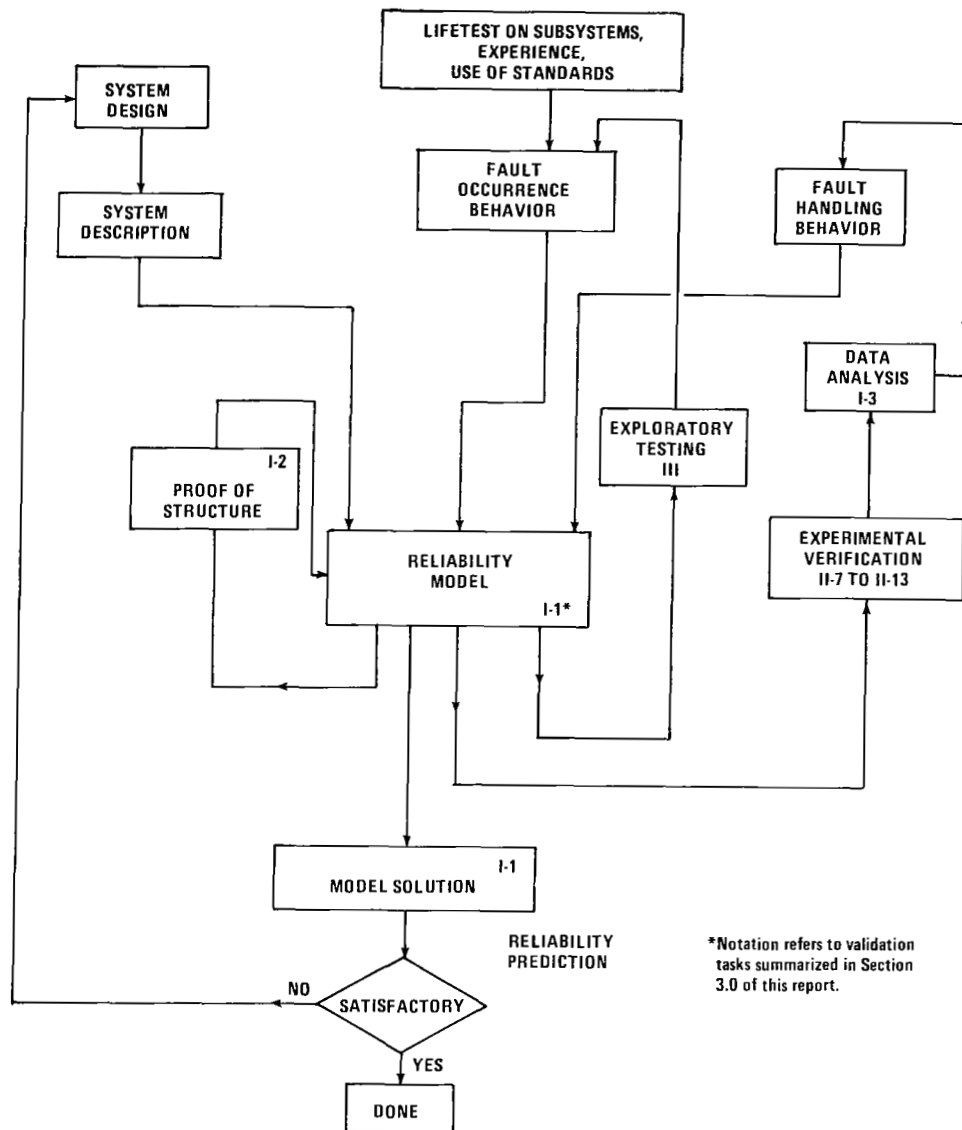 LIFETEST ON SUBSYSTEMS,
EXPERIENCE,
USE OF STANDARDS
SYSTEM
DESIGN
FAULT
OCCURRENCE
BEHAVIOR
FAULT
HANDLING
BEHAVIOR
SYSTEM
DESCRIPTION
DATA
ANALYSIS
I-3
EXPLORATORY
TESTING
III
I-2
PROOF OF
STRUCTURE
EXPERIMENTAL
VERIFICATION
II-7 TO II-13
RELIABILITY
MODEL
I-1*
I-1
MODEL SOLUTION
RELIABILITY
PREDICTION
*Notation refers to validation
tasks summarized in Section
3.0 of this report.
NO
SATISFACTORY
YES
DONE